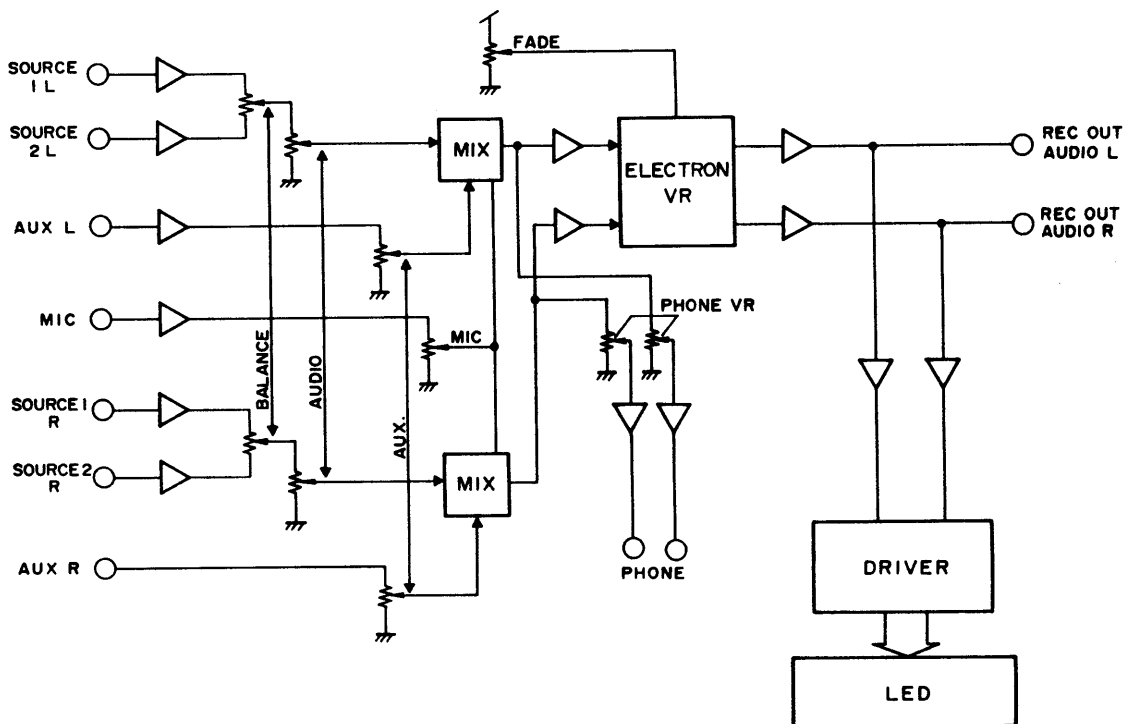 FADE
SOURCE
1 L
SOURCE
2 L
MIX
ELECTRON
VR
REC OUT
AUDIO L
AUX L
REC OUT
AUDIO R
MIC
MIC
PHONE VR
BALANCE
AUDIO
AUX.
SOURCE 1
R
SOURCE 2
R
MIX
AUX R
PHONE
DRIVER
LED